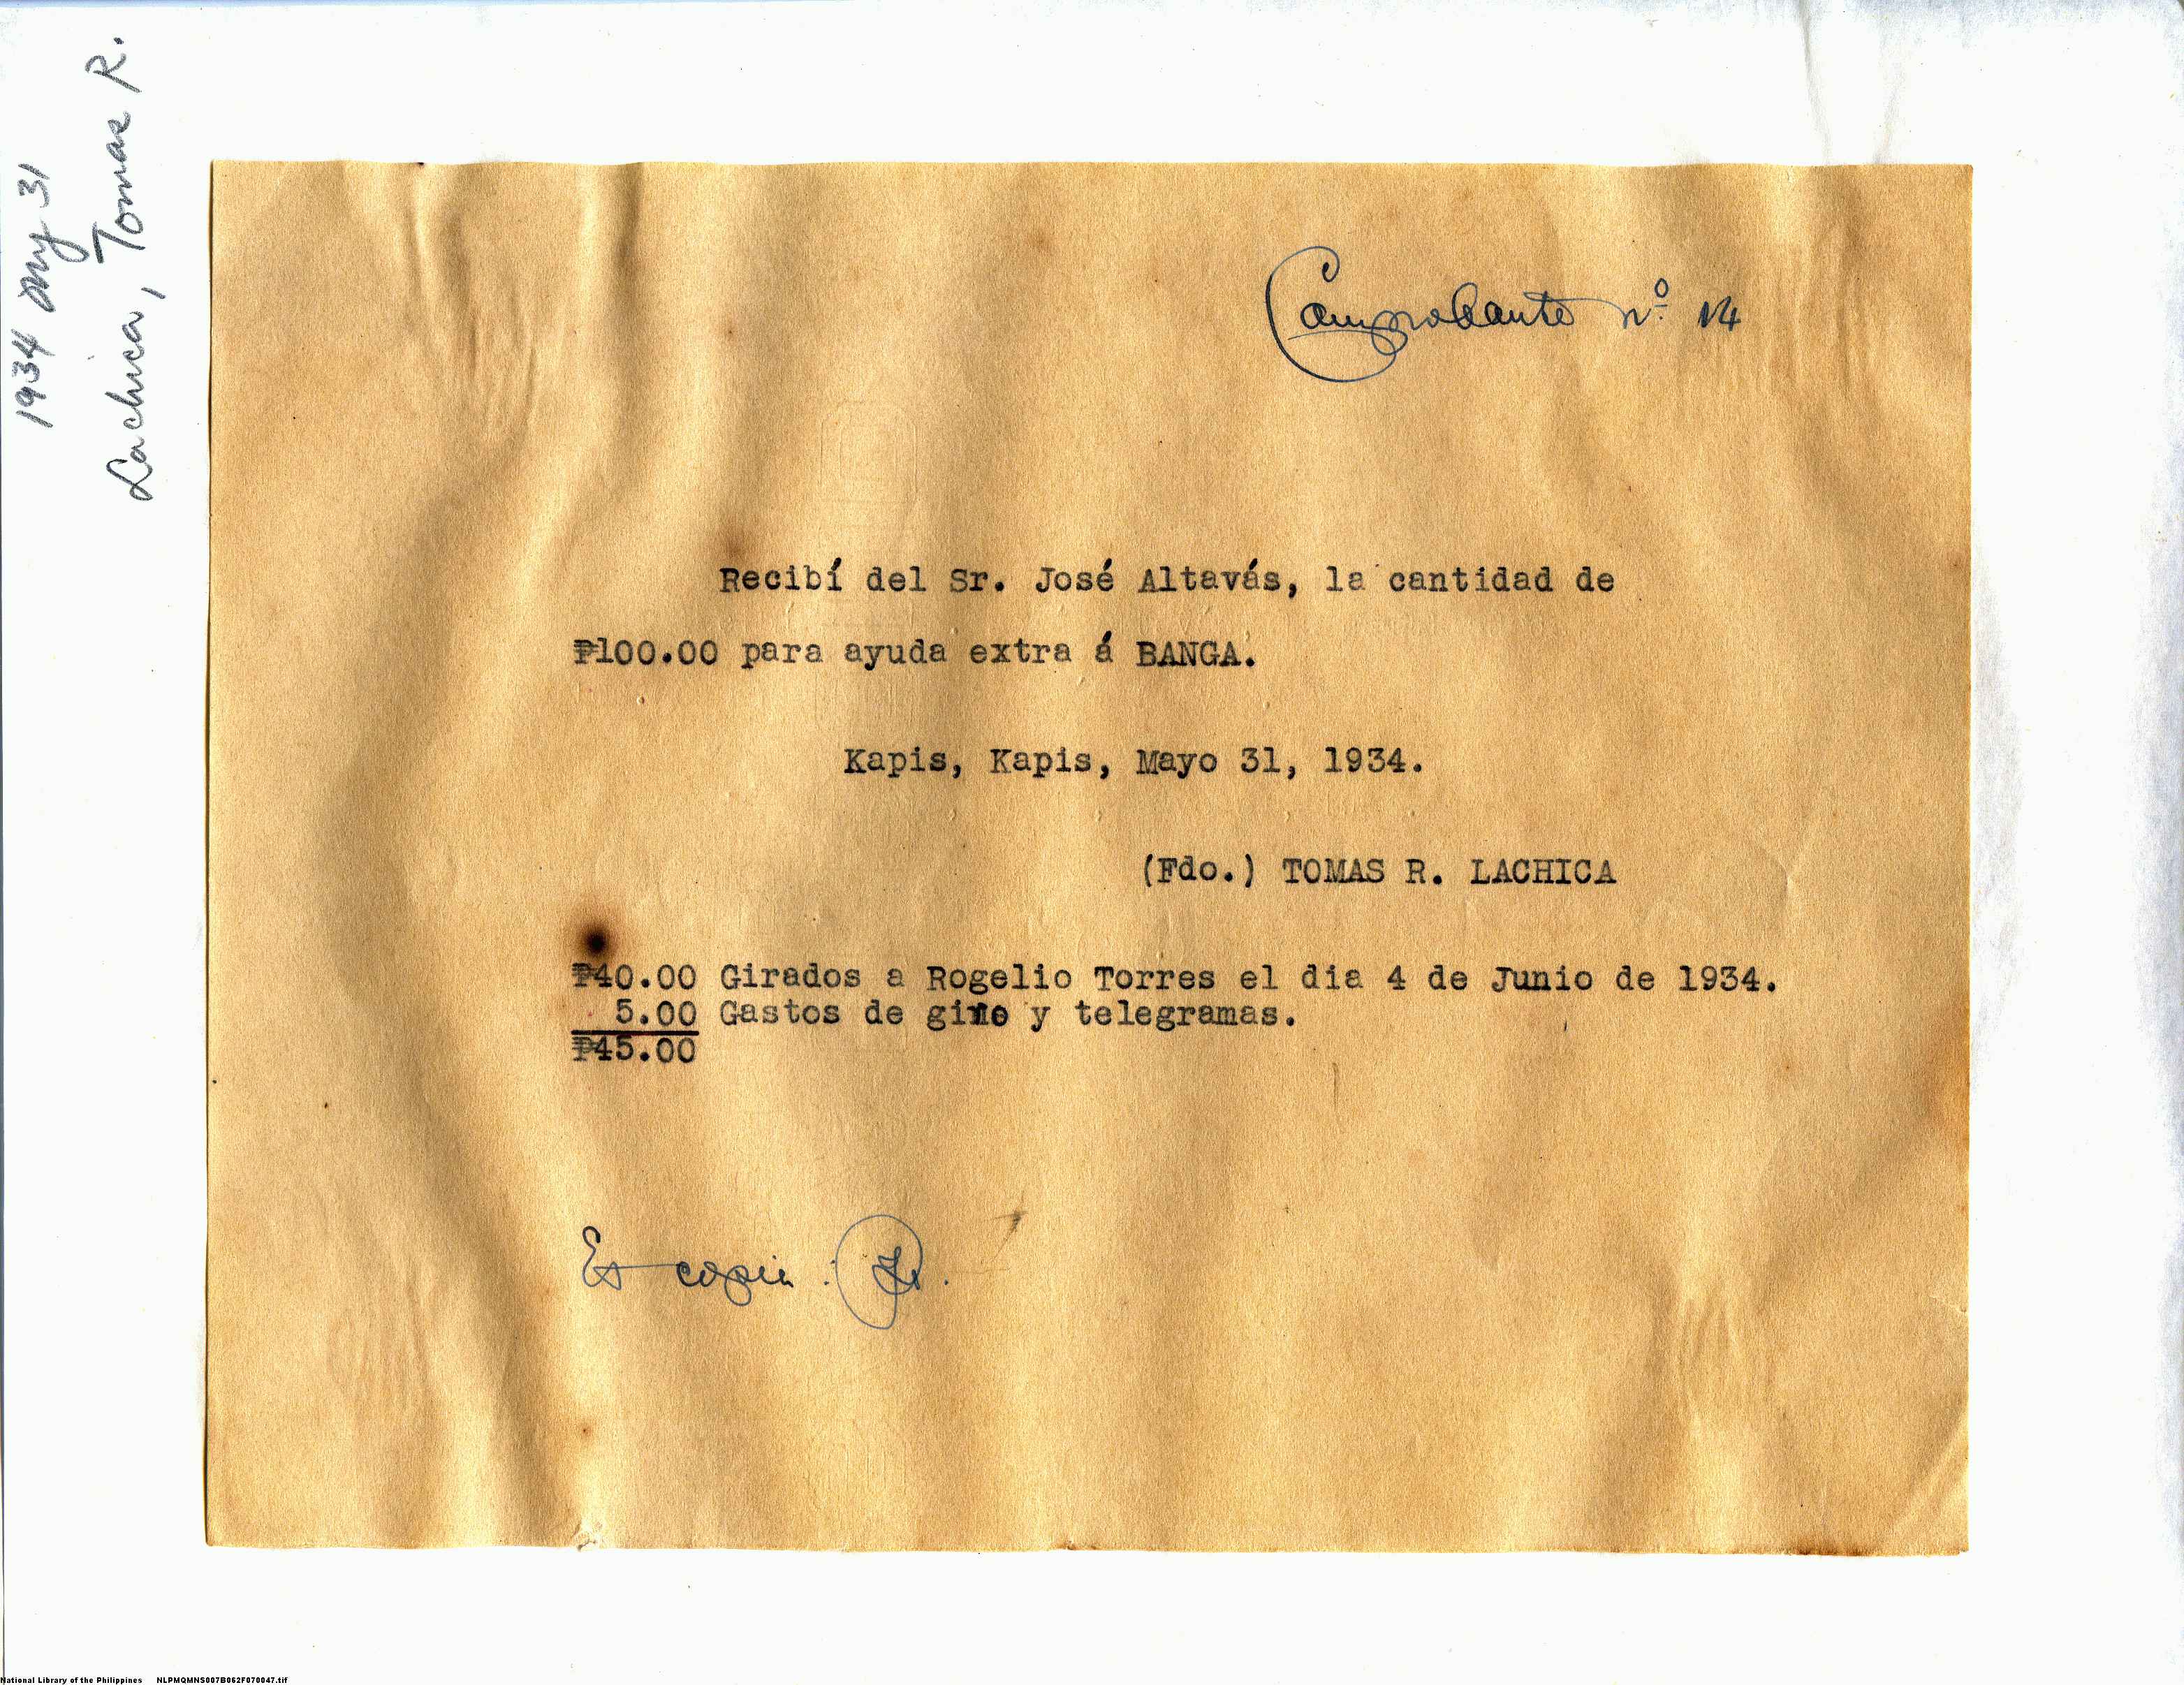 1934 My 31
Lachica, Tomas R.
Comprobante nº 14
Recibí del Sr. José Altavás, la cantidad de
₱100.00 para ayuda extra á BANGA.
Kapis, Kapis, Mayo 31, 1934.
(Fdo.) TOMAS R. LACHICA
₱40.00 Girados a Rogelio Torres el dia 4 de Junio de 1934.
5.00 Gastos de giro y telegramas.
₱45.00
Es copia:
National Library of the Philippines NLPMQMNS007B062F070047.tif